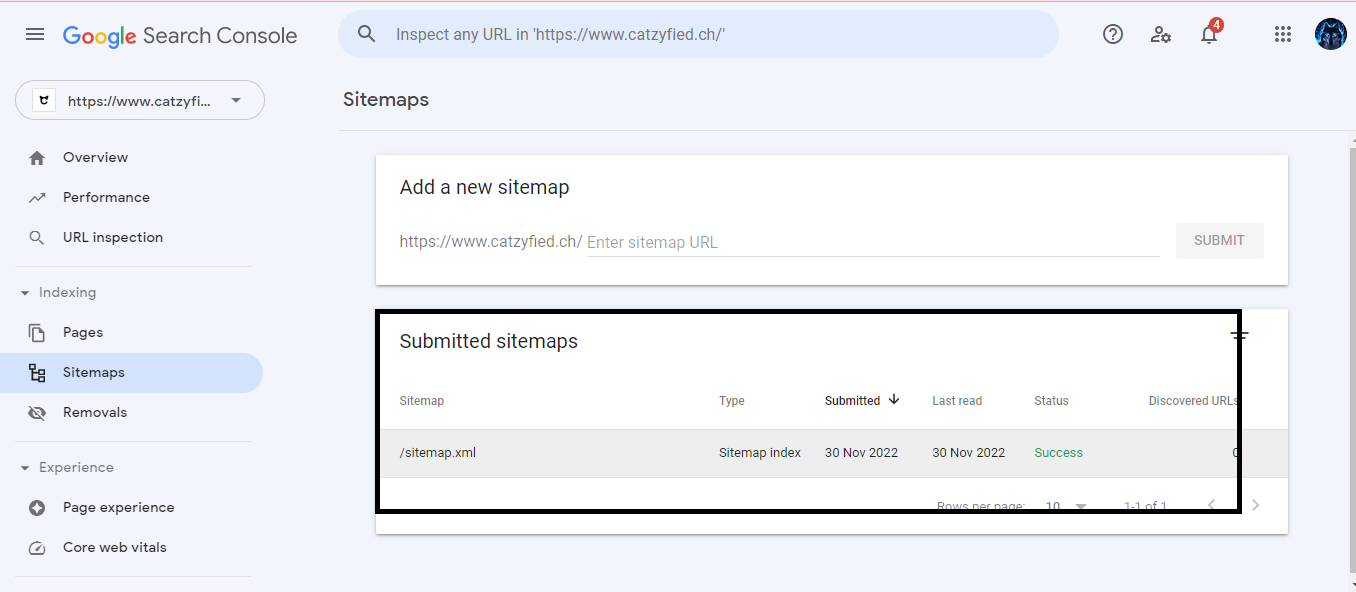 Google Search Console
Inspect any URL in 'https://www.catzyfied.ch/'
4
https://www.catzyfi...
Sitemaps
Overview
Performance
URL inspection
Indexing
Pages
Sitemaps
Removals
Experience
Page experience
Core web vitals
Add a new sitemap
https://www.catzyfied.ch/ Enter sitemap URL
SUBMIT
Submitted sitemaps
Sitemap Type Submitted Last read Status Discovered URLs
/sitemap.xml Sitemap index 30 Nov 2022 30 Nov 2022 Success 0
Rows per page: 10 1-1 of 1